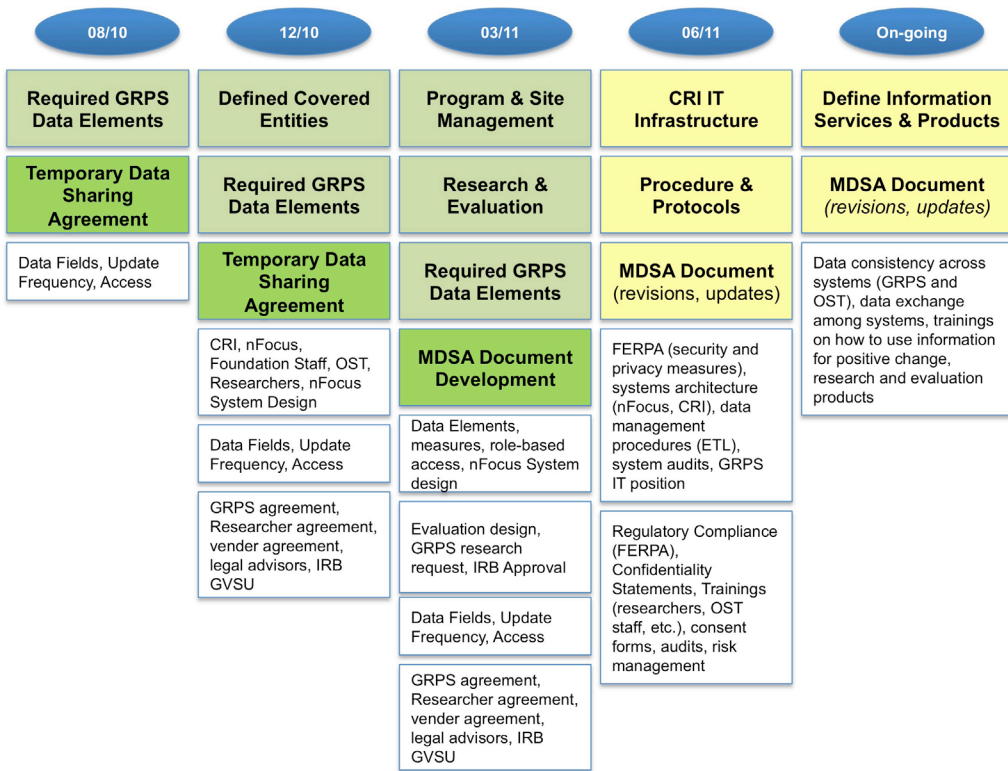 08/10
Required GRPS
Data Elements
Temporary Data
Sharing
Agreement
Data Fields, Update
Frequency, Access
12/10
Defined Covered
Entities
Required GRPS
Data Elements
Temporary Data
Sharing
Agreement
CRI, nFocus,
Foundation Staff, OST,
Researchers, nFocus
System Design
Data Fields, Update
Frequency, Access
GRPS agreement,
Researcher agreement,
vender agreement,
legal advisors, IRB
GVSU
03/11
Program & Site
Management
Research &
Evaluation
Required GRPS
Data Elements
MDSA Document
Development
Data Elements,
measures, role-based
access, nFocus System
design
Evaluation design,
GRPS research
request, IRB Approval
Data Fields, Update
Frequency, Access
GRPS agreement,
Researcher agreement,
vender agreement,
legal advisors, IRB
GVSU
06/11
CRI IT
Infrastructure
Procedure &
Protocols
MDSA Document
(revisions, updates)
FERPA (security and
privacy measures),
systems architecture
(nFocus, CRI), data
management
procedures (ETL),
system audits, GRPS
IT position
Regulatory Compliance
(FERPA),
Confidentiality
Statements, Trainings
(researchers, OST
staff, etc.), consent
forms, audits, risk
management
On-going
Define Information
Services & Products
MDSA Document
(revisions, updates)
Data consistency across
systems (GRPS and
OST), data exchange
among systems, trainings
on how to use information
for positive change,
research and evaluation
products